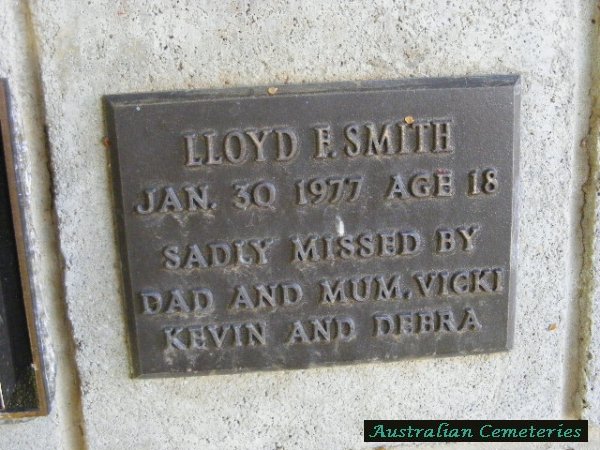 LLOYD F. SMITH
JAN. 30 1977 AGE 18
SADLY MISSED BY
DAD AND MUM, VICKI
KEVIN AND DEBRA
Australian Cemeteries